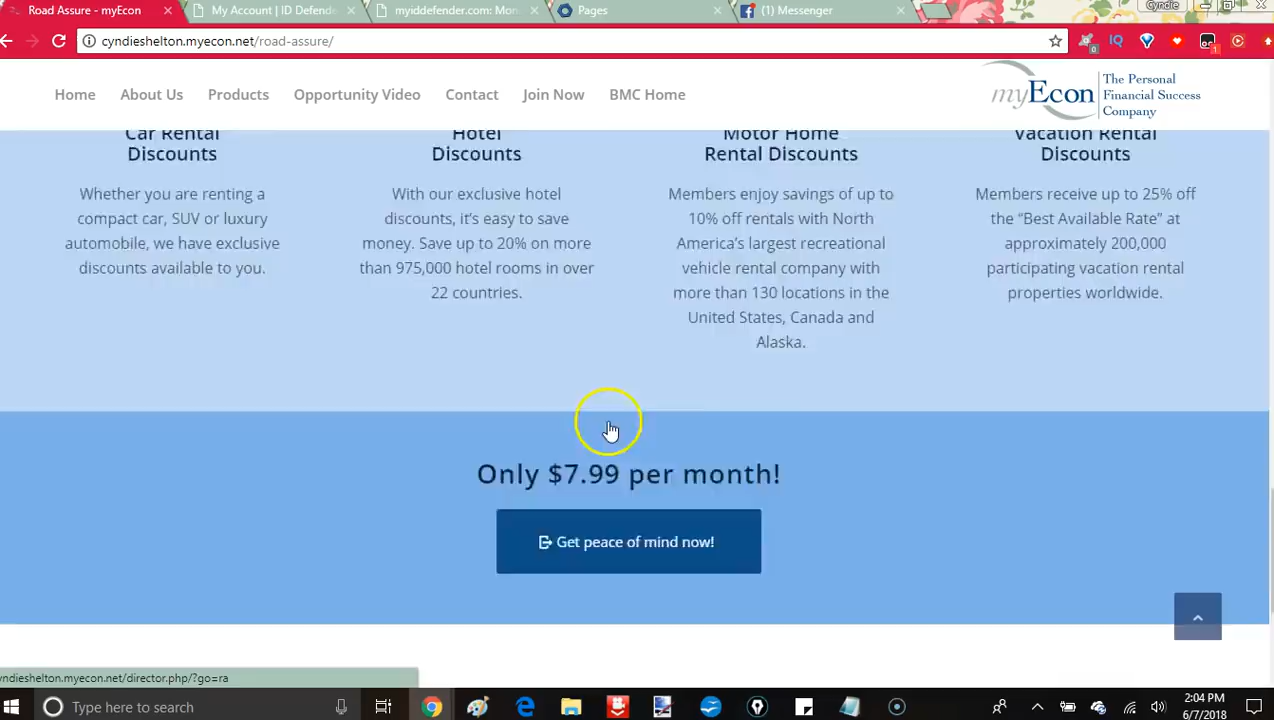 Road Assure - myEcon
My Account | ID Defende
myiddefender.com: Mon
Pages
(1) Messenger
Cyndie
cyndieshelton.myecon.net/road-assure/
IQ
0
1
Home
About Us
Products
Opportunity Video
Contact
Join Now
BMC Home
myEcon
The Personal
Financial Success
Company
Car Rental
Discounts
Whether you are renting a
compact car, SUV or luxury
automobile, we have exclusive
discounts available to you.
Hotel
Discounts
With our exclusive hotel
discounts, it's easy to save
money. Save up to 20% on more
than 975,000 hotel rooms in over
22 countries.
Motor Home
Rental Discounts
Members enjoy savings of up to
10% off rentals with North
America's largest recreational
vehicle rental company with
more than 130 locations in the
United States, Canada and
Alaska.
Vacation Rental
Discounts
Members receive up to 25% off
the “Best Available Rate” at
approximately 200,000
participating vacation rental
properties worldwide.
Only $7.99 per month!
Get peace of mind now!
yndieshelton.myecon.net/director.php/?go=ra
Type here to search
2:04 PM
6/7/2018